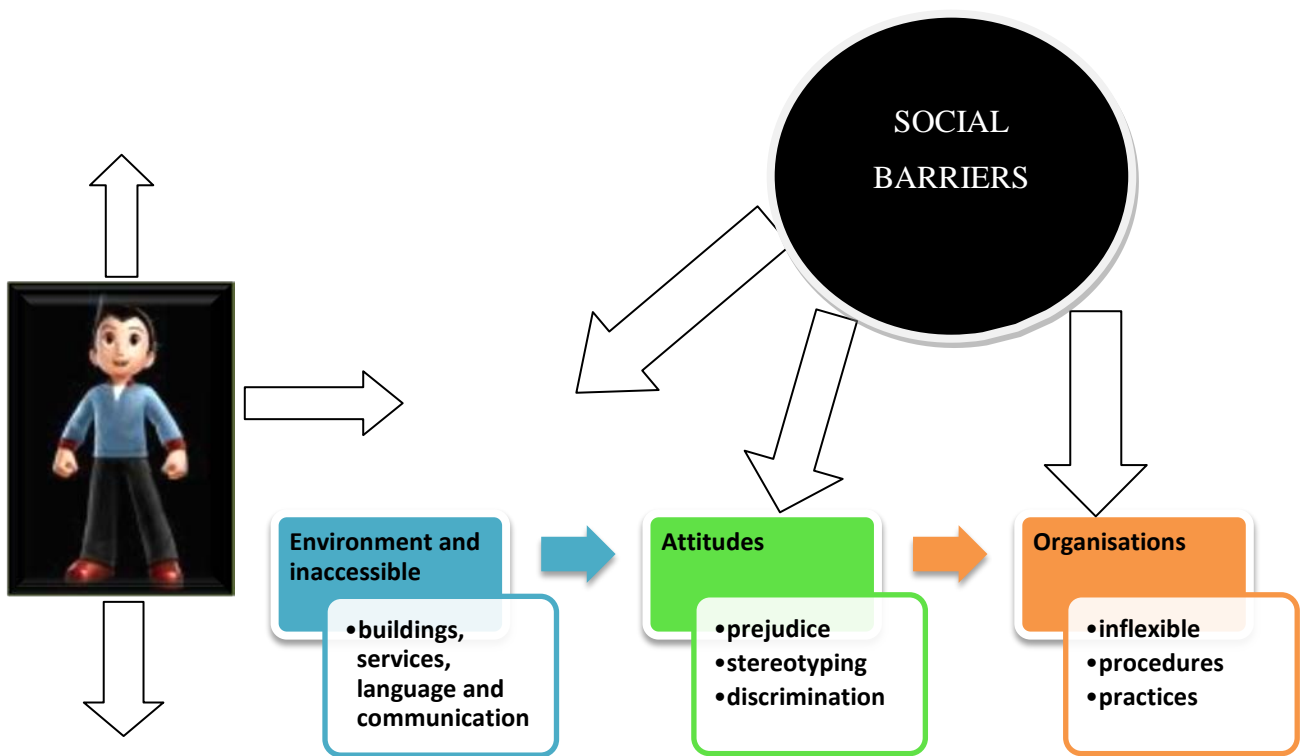 SOCIAL
BARRIERS
Environment and
inaccessible
•buildings,
services,
language and
communication
Attitudes
•prejudice
•stereotyping
•discrimination
Organisations
•inflexible
•procedures
•practices